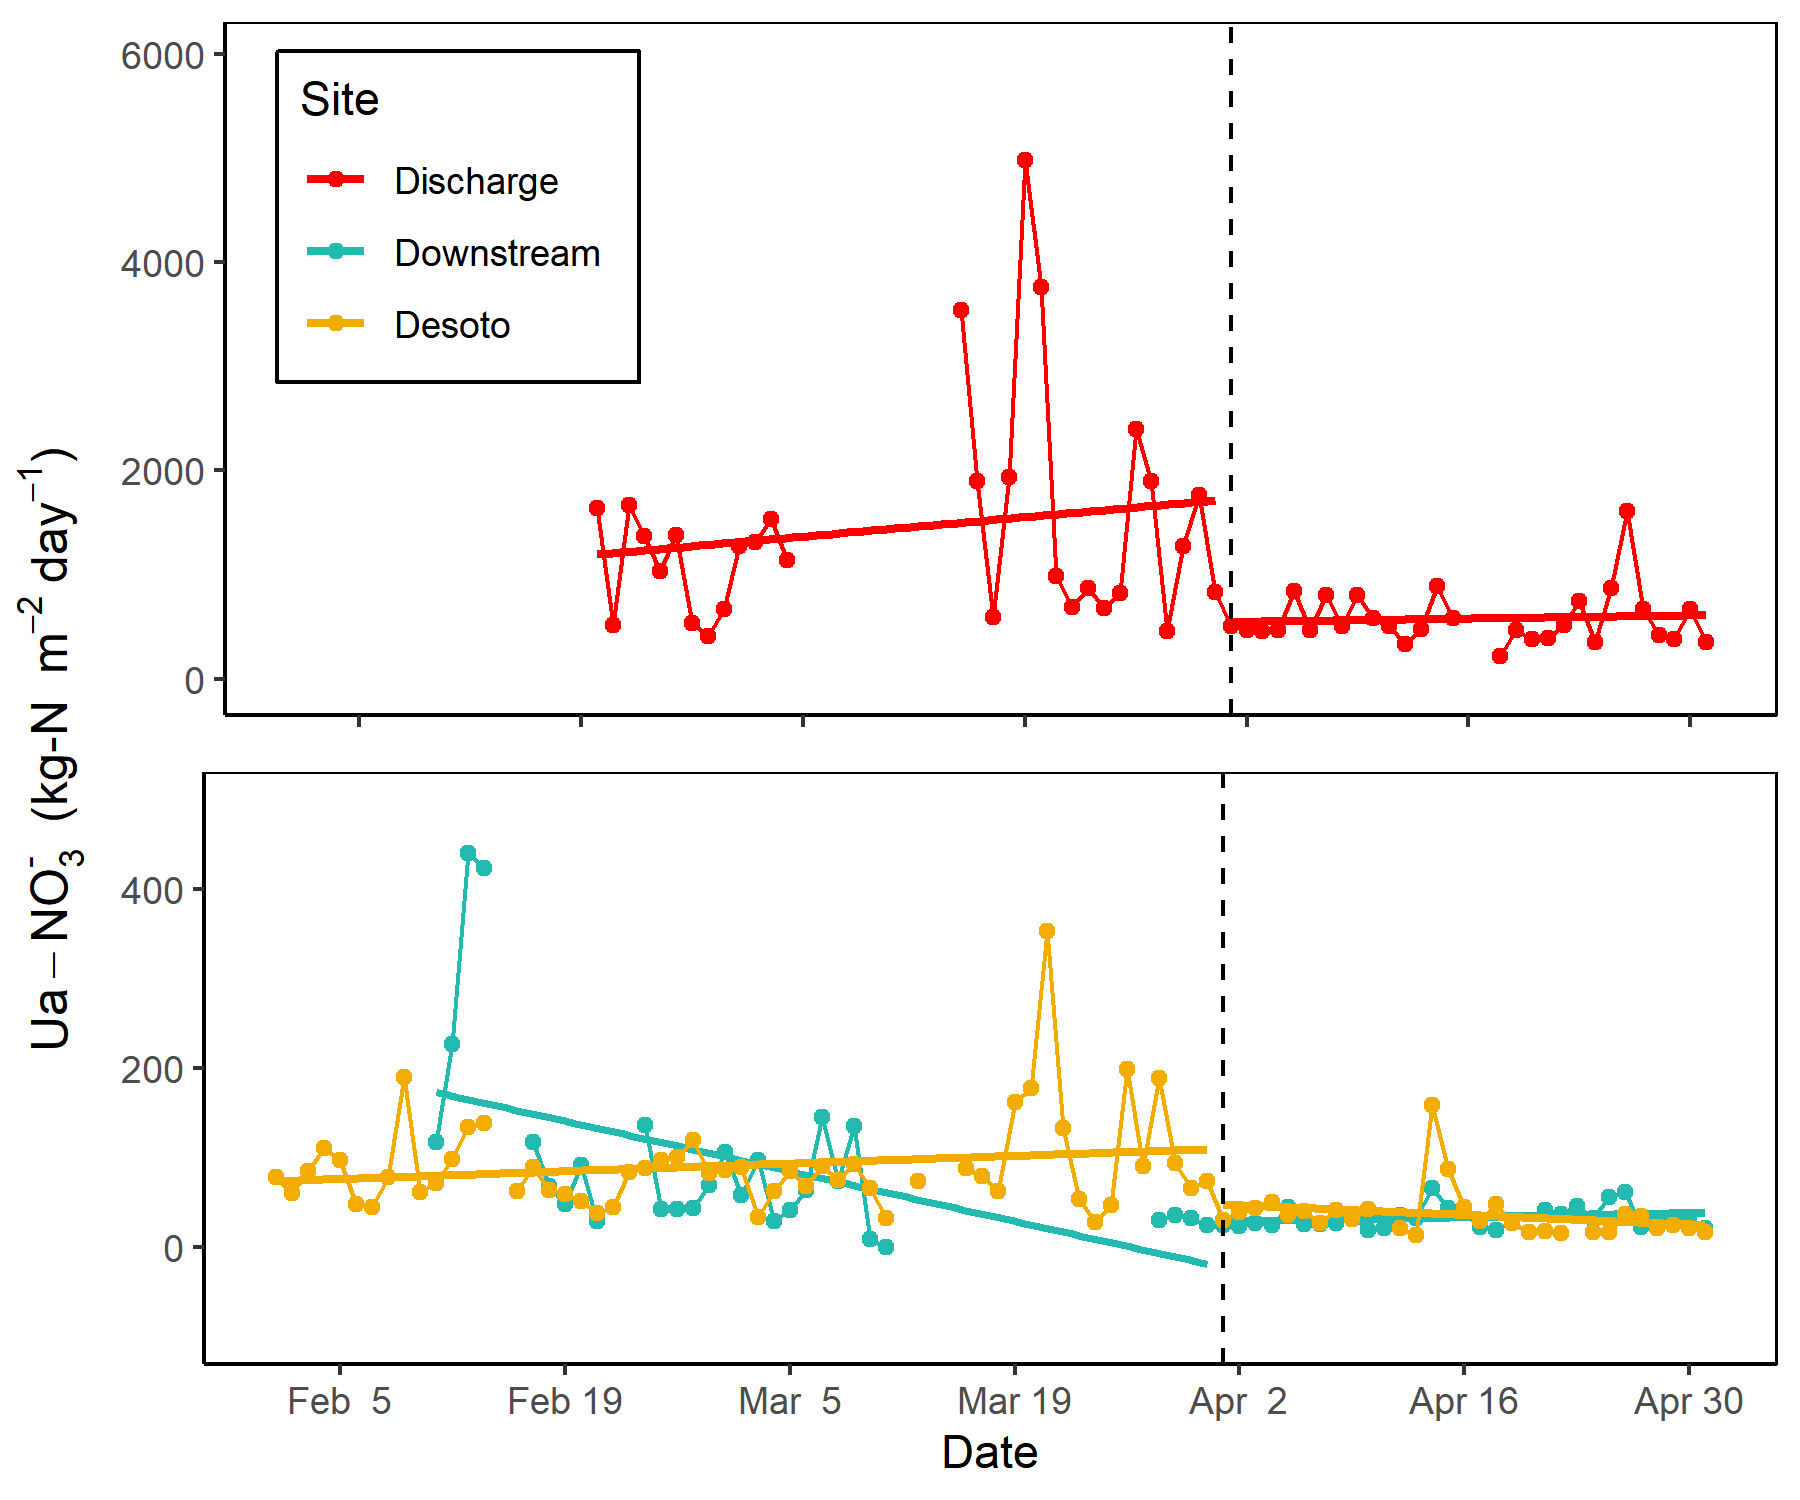 6000
4000
2000
0
Site
Discharge
Downstream
Desoto
Ua – NO₃⁻ (kg-N m⁻² day⁻¹)
400
200
0
Feb 5 Feb 19 Mar 5 Mar 19 Apr 2 Apr 16 Apr 30
Date